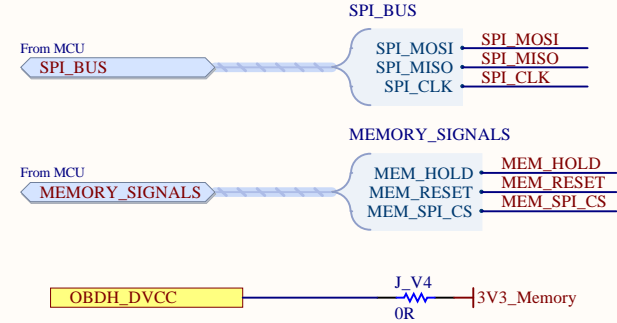 SPI_BUS
From MCU
SPI_BUS
SPI_MOSI SPI_MOSI
SPI_MISO SPI_MISO
SPI_CLK SPI_CLK
MEMORY_SIGNALS
From MCU
MEMORY_SIGNALS
MEM_HOLD MEM_HOLD
MEM_RESET MEM_RESET
MEM_SPI_CS MEM_SPI_CS
J_V4
OBDH_DVCC 3V3_Memory
0R